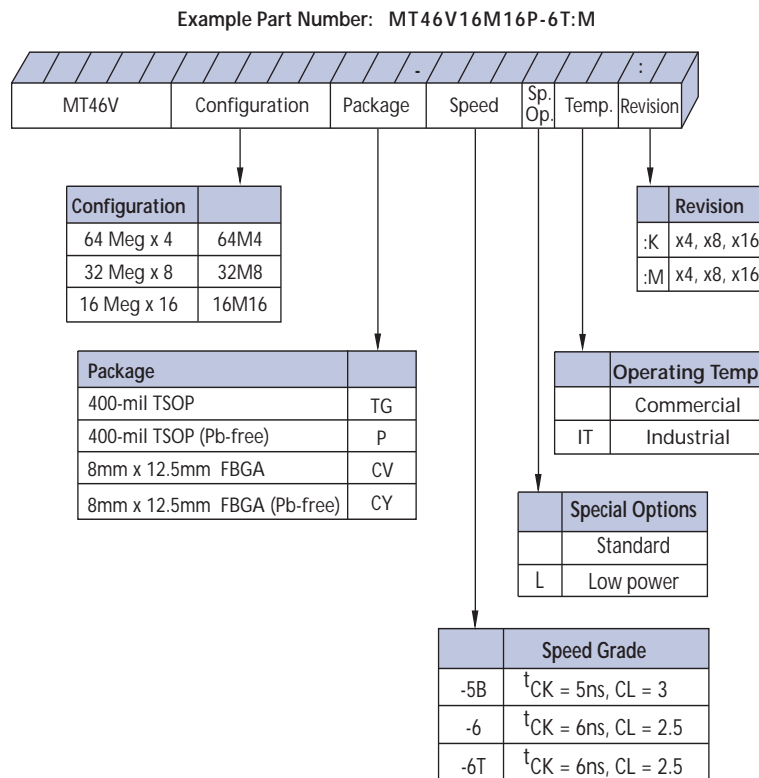 Example Part Number: MT46V16M16P-6T:M
- :
MT46V Configuration Package Speed Sp. Op. Temp. Revision
Configuration
64 Meg x 4 64M4
32 Meg x 8 32M8
16 Meg x 16 16M16
Revision
:K x4, x8, x16
:M x4, x8, x16
Package
400-mil TSOP TG
400-mil TSOP (Pb-free) P
8mm x 12.5mm FBGA CV
8mm x 12.5mm FBGA (Pb-free) CY
Operating Temp
Commercial
IT Industrial
Special Options
Standard
L Low power
Speed Grade
-5B tCK = 5ns, CL = 3
-6 tCK = 6ns, CL = 2.5
-6T tCK = 6ns, CL = 2.5